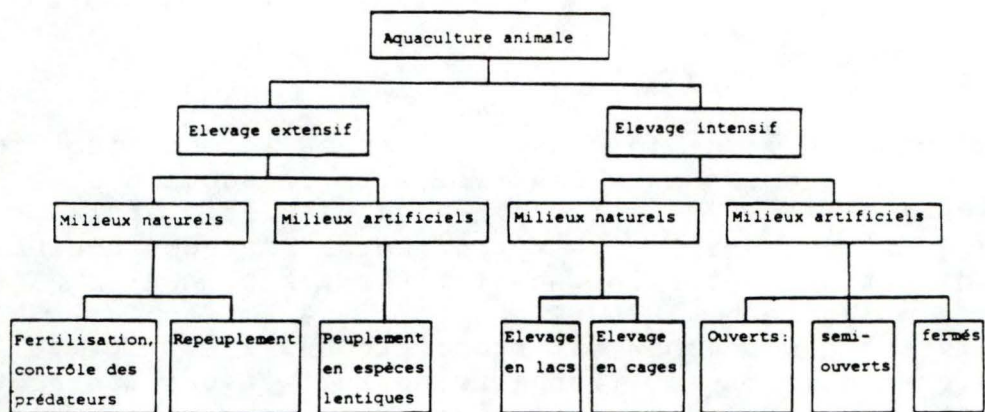 Aquaculture animale
Elevage extensif
Elevage intensif
Milieux naturels
Milieux artificiels
Milieux naturels
Milieux artificiels
Fertilisation,
contrôle des
prédateurs
Repeuplement
Peuplement
en espèces
lentiques
Elevage
en lacs
Elevage
en cages
Ouverts:
semi-
ouverts
fermés